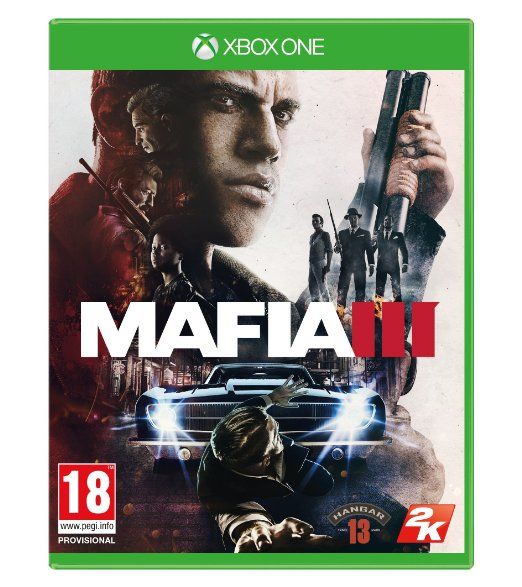 XBOX ONE
MAFIA III
18
www.pegi.info
PROVISIONAL
HANGAR
13
2K